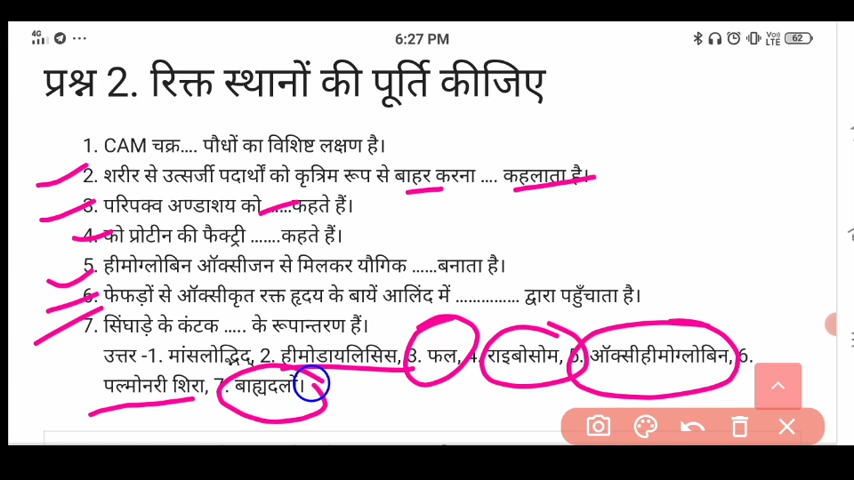 4G 6:27 PM Vo) LTE 62
प्रश्न 2. रिक्त स्थानों की पूर्ति कीजिए
1. CAM चक्र.... पौधों का विशिष्ट लक्षण है।
2. शरीर से उत्सर्जी पदार्थों को कृत्रिम रूप से बाहर करना .... कहलाता है।
3. परिपक्व अण्डाशय को ......कहते हैं।
4. को प्रोटीन की फैक्ट्री .......कहते हैं।
5. हीमोग्लोबिन ऑक्सीजन से मिलकर यौगिक ......बनाता है।
6. फेफड़ों से ऑक्सीकृत रक्त हृदय के बायें आलिंद में ............... द्वारा पहुँचाता है।
7. सिंघाड़े के कंटक ..... के रूपान्तरण हैं।
उत्तर -1. मांसलोद्भिद, 2. हीमोडायलिसिस, 3. फल, 4. राइबोसोम, 5. ऑक्सीहीमोग्लोबिन, 6.
पल्मोनरी शिरा, 7. बाह्यदलों।